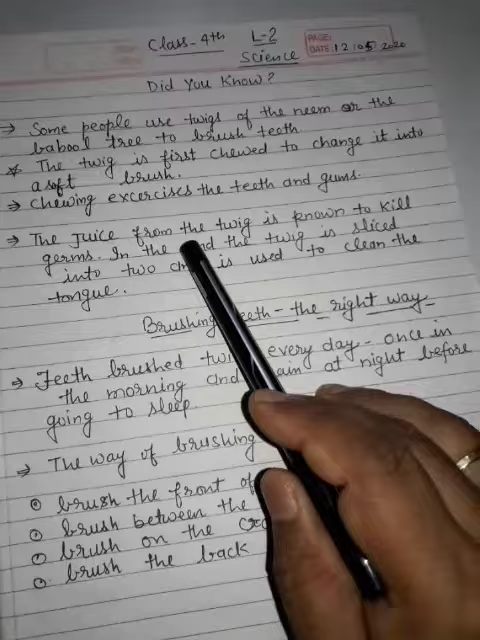 Class-4th L-2
Science
PAGE:
DATE: 12/05/2020
Did You Know?
→ Some people use twigs of the neem or the
babool tree to brush teeth
* The twig is first chewed to change it into
a soft brush.
→ Chewing excercises the teeth and gums.
→ The Juice from the twig is pnown to kill
germs. In the the twig is sliced
into two is used to clean the
tongue.
Brushing - the right way
→ Teeth brushed every day - once in
the morning and at night before
going to sleep.
→ The way of brushing
brush the front of
brush between the
brush on the
brush the back